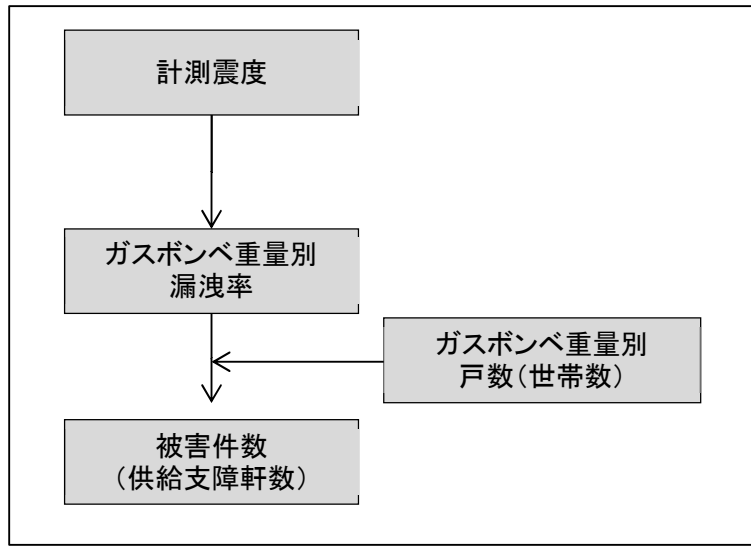 計測震度
ガスボンベ重量別
漏洩率
ガスボンベ重量別
戸数（世帯数）
被害件数
（供給支障軒数）